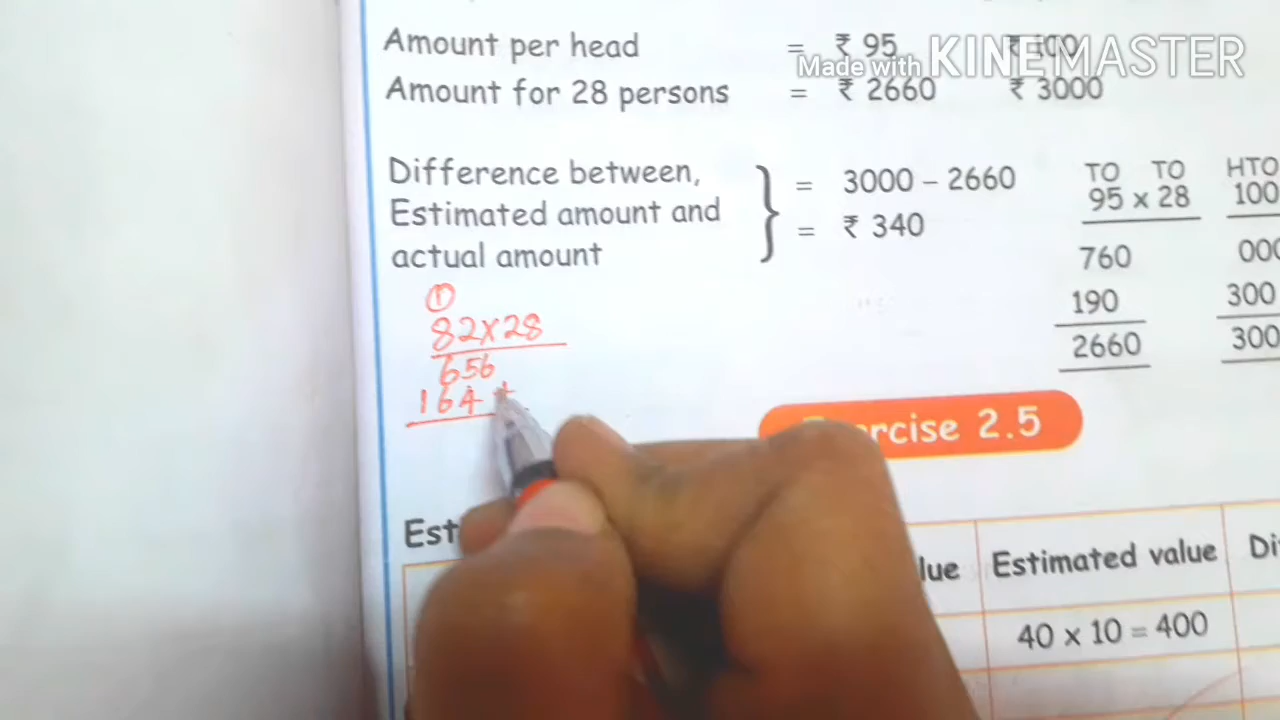 Amount per head = ₹ 95 ₹ 100
Made with KINEMASTER
Amount for 28 persons = ₹ 2660 ₹ 3000
Difference between,
Estimated amount and
actual amount
} = 3000 – 2660
= ₹ 340
TO TO
95 x 28
760
190
2660
HTO
100
000
300
300
1
82x28
656
164 +
Exercise 2.5
Est
lue
Estimated value
Di
40 x 10 = 400